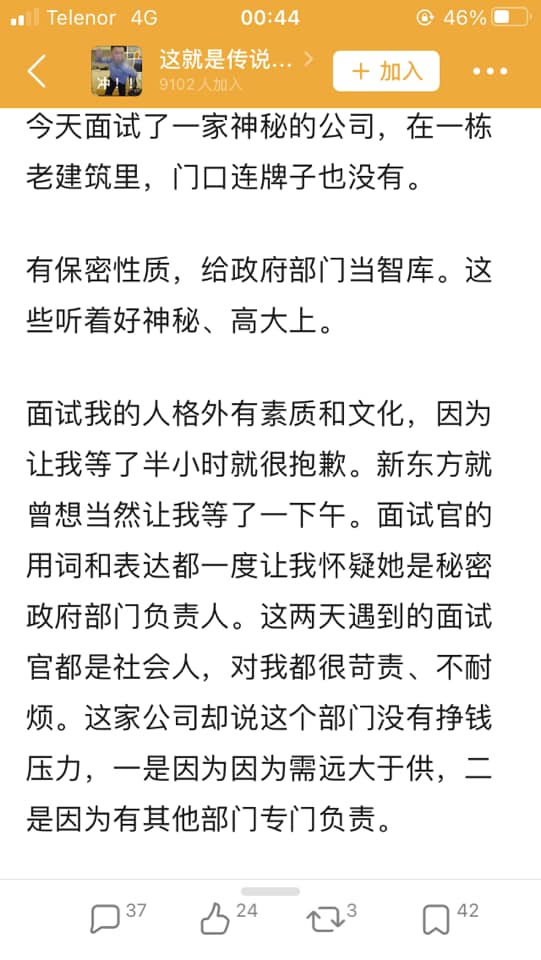 Telenor 4G 00:44 46%
这就是传说...
9102人加入
+ 加入
冲！！
今天面试了一家神秘的公司，在一栋
老建筑里，门口连牌子也没有。
有保密性质，给政府部门当智库。这
些听着好神秘、高大上。
面试我的人格外有素质和文化，因为
让我等了半小时就很抱歉。新东方就
曾想当然让我等了一下午。面试官的
用词和表达都一度让我怀疑她是秘密
政府部门负责人。这两天遇到的面试
官都是社会人，对我都很苛责、不耐
烦。这家公司却说这个部门没有挣钱
压力，一是因为因为需远大于供，二
是因为有其他部门专门负责。
37 24 3 42